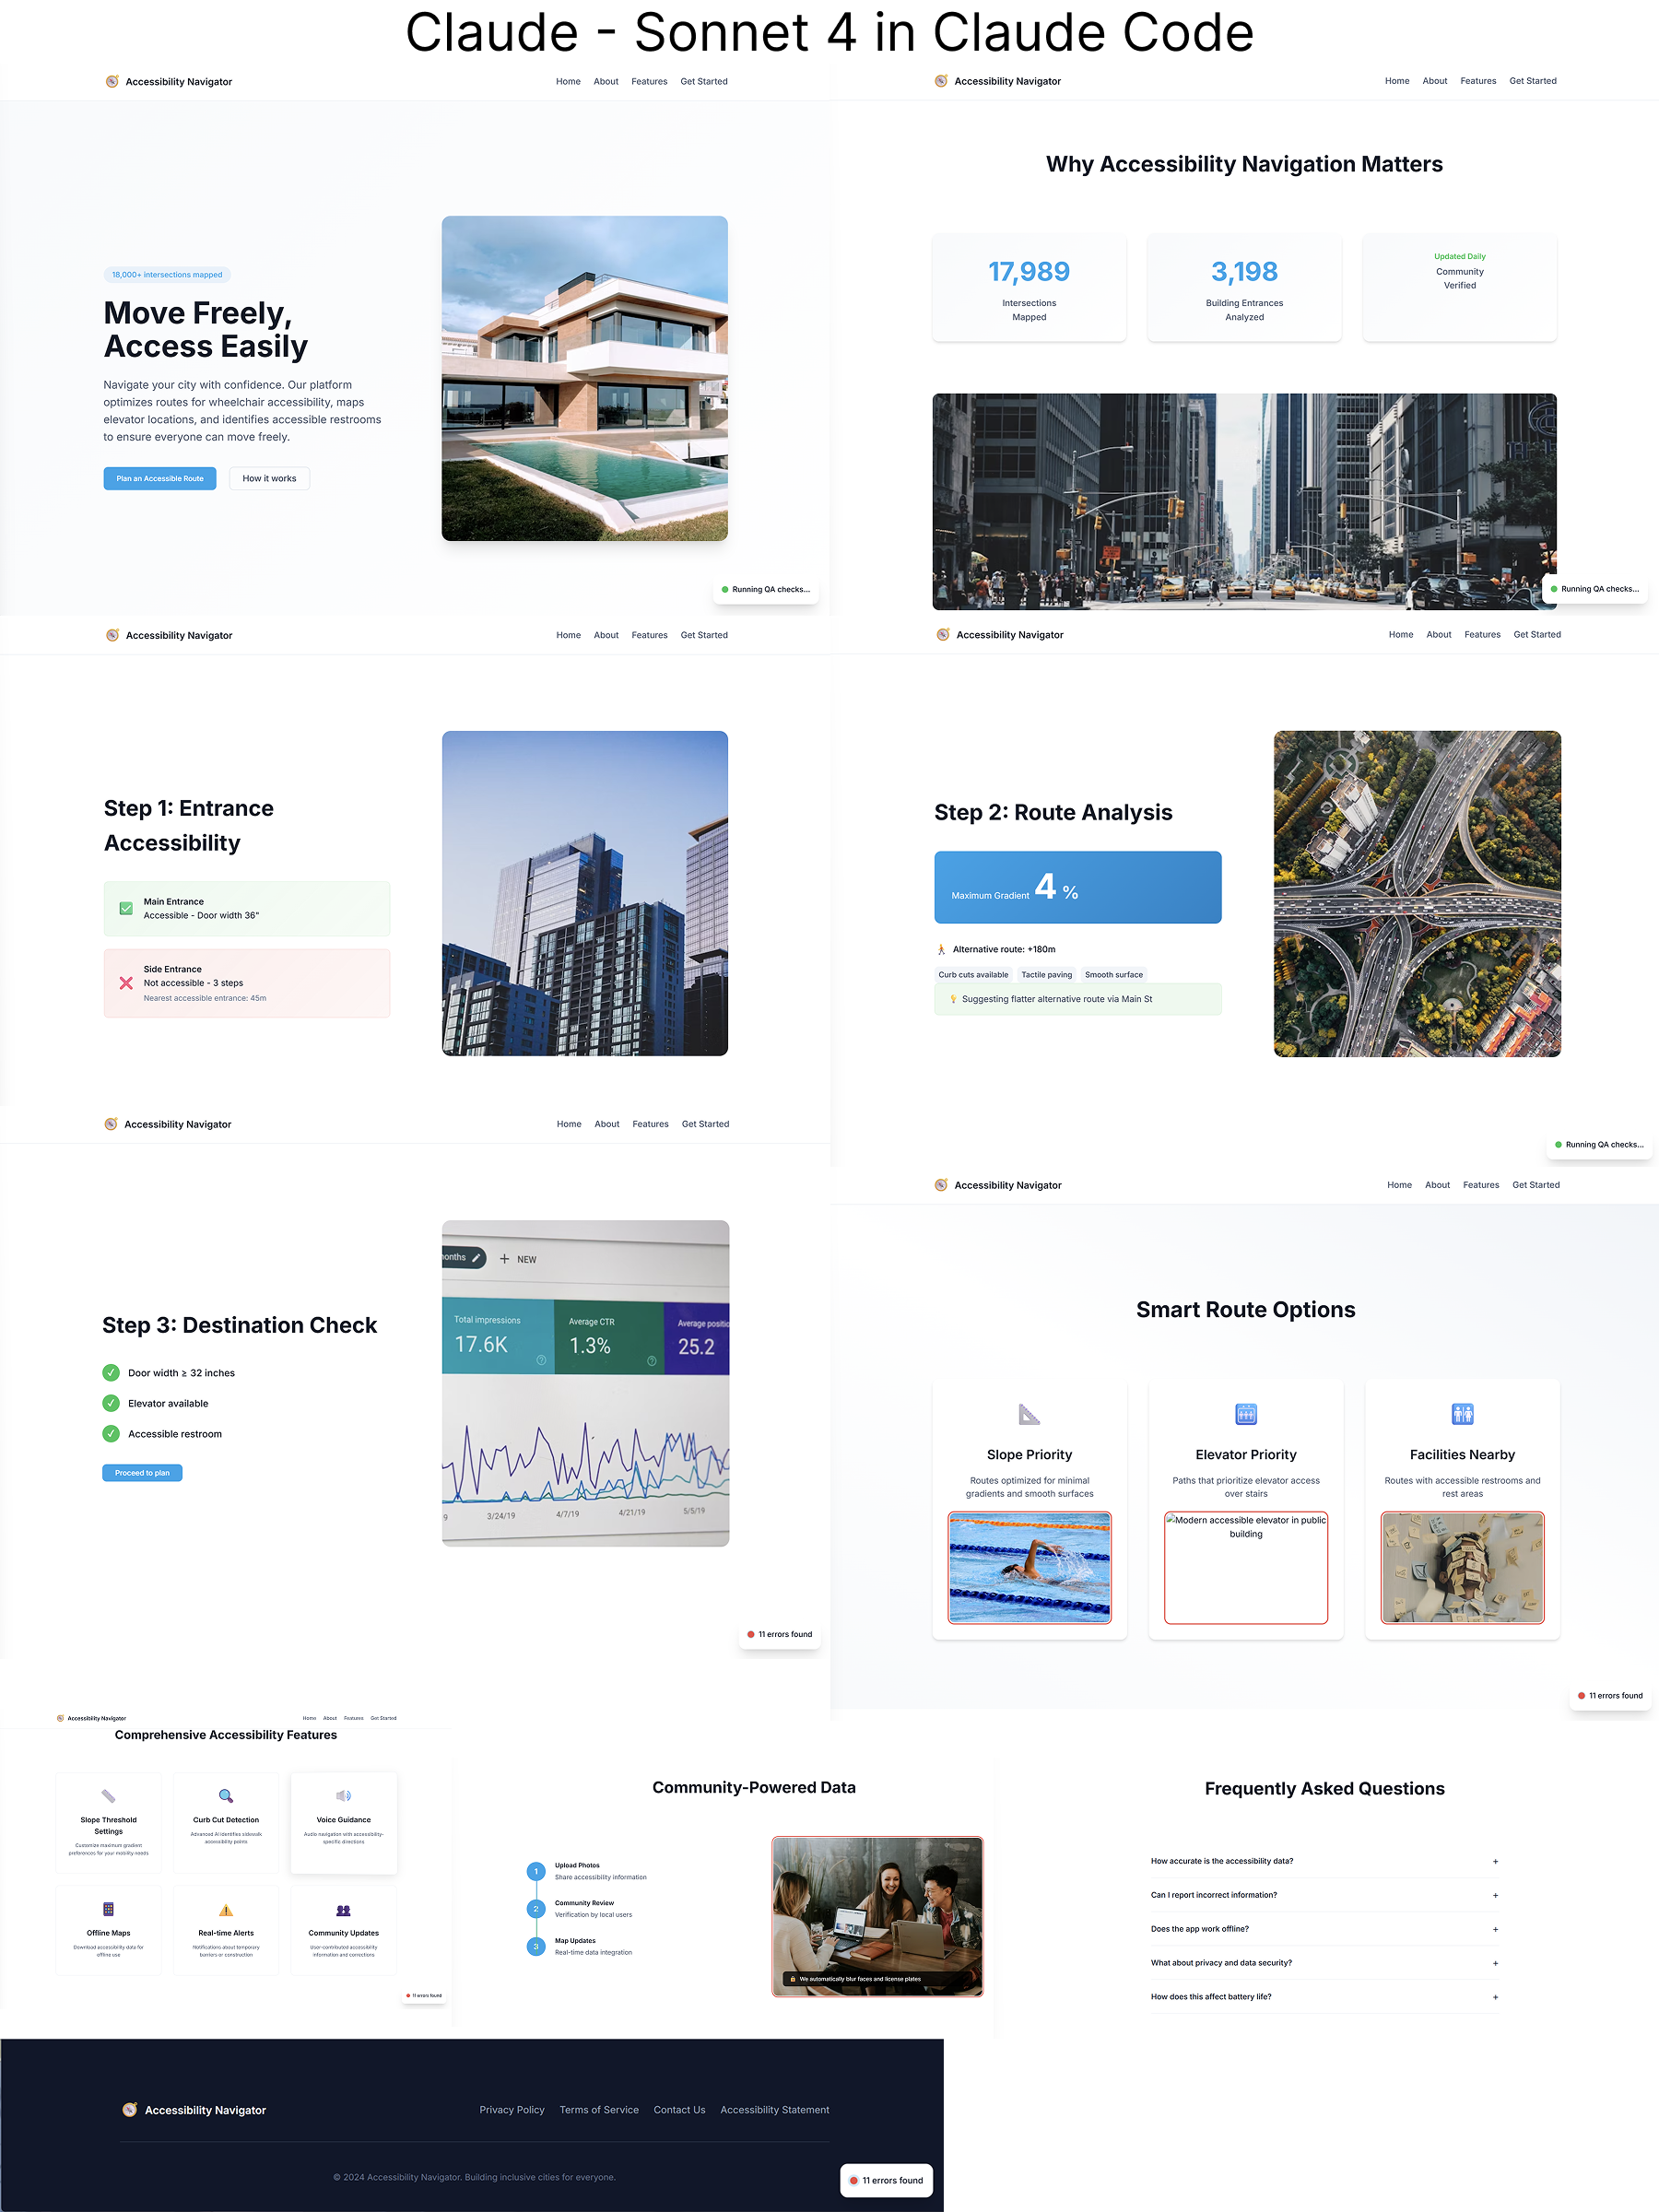 Claude - Sonnet 4 in Claude Code
Accessibility Navigator
Home About Features Get Started
18,000+ intersections mapped
Move Freely,
Access Easily
Navigate your city with confidence. Our platform
optimizes routes for wheelchair accessibility, maps
elevator locations, and identifies accessible restrooms
to ensure everyone can move freely.
Plan an Accessible Route
How it works
Running QA checks...
Accessibility Navigator
Home About Features Get Started
Why Accessibility Navigation Matters
17,989
Intersections
Mapped
3,198
Building Entrances
Analyzed
Updated Daily
Community
Verified
Running QA checks...
Accessibility Navigator
Home About Features Get Started
Step 1: Entrance
Accessibility
Main Entrance
Accessible - Door width 36"
Side Entrance
Not accessible - 3 steps
Nearest accessible entrance: 45m
Accessibility Navigator
Home About Features Get Started
Step 2: Route Analysis
Maximum Gradient 4 %
Alternative route: +180m
Curb cuts available Tactile paving Smooth surface
Suggesting flatter alternative route via Main St
Running QA checks...
Accessibility Navigator
Home About Features Get Started
Step 3: Destination Check
Door width ≥ 32 inches
Elevator available
Accessible restroom
Proceed to plan
onths
+ NEW
Total impressions
17.6K
Average CTR
1.3%
Average positio
25.2
9 3/24/19 4/7/19 4/21/19 5/5/19
11 errors found
Accessibility Navigator
Home About Features Get Started
Smart Route Options
Slope Priority
Routes optimized for minimal
gradients and smooth surfaces
Elevator Priority
Paths that prioritize elevator access
over stairs
Modern accessible elevator in public
building
Facilities Nearby
Routes with accessible restrooms and
rest areas
11 errors found
Accessibility Navigator
Home About Features Get Started
Comprehensive Accessibility Features
Slope Threshold
Settings
Customize maximum gradient
preferences for your mobility needs
Curb Cut Detection
Advanced AI identifies sidewalk
accessibility points
Voice Guidance
Audio navigation with accessibility-
specific directions
Offline Maps
Download accessibility data for
offline use
Real-time Alerts
Notifications about temporary
barriers or construction
Community Updates
User-contributed accessibility
information and corrections
11 errors found
Community-Powered Data
1
Upload Photos
Share accessibility information
2
Community Review
Verification by local users
3
Map Updates
Real-time data integration
We automatically blur faces and license plates
Frequently Asked Questions
How accurate is the accessibility data? +
Can I report incorrect information? +
Does the app work offline? +
What about privacy and data security? +
How does this affect battery life? +
Accessibility Navigator
Privacy Policy Terms of Service Contact Us Accessibility Statement
© 2024 Accessibility Navigator. Building inclusive cities for everyone.
11 errors found